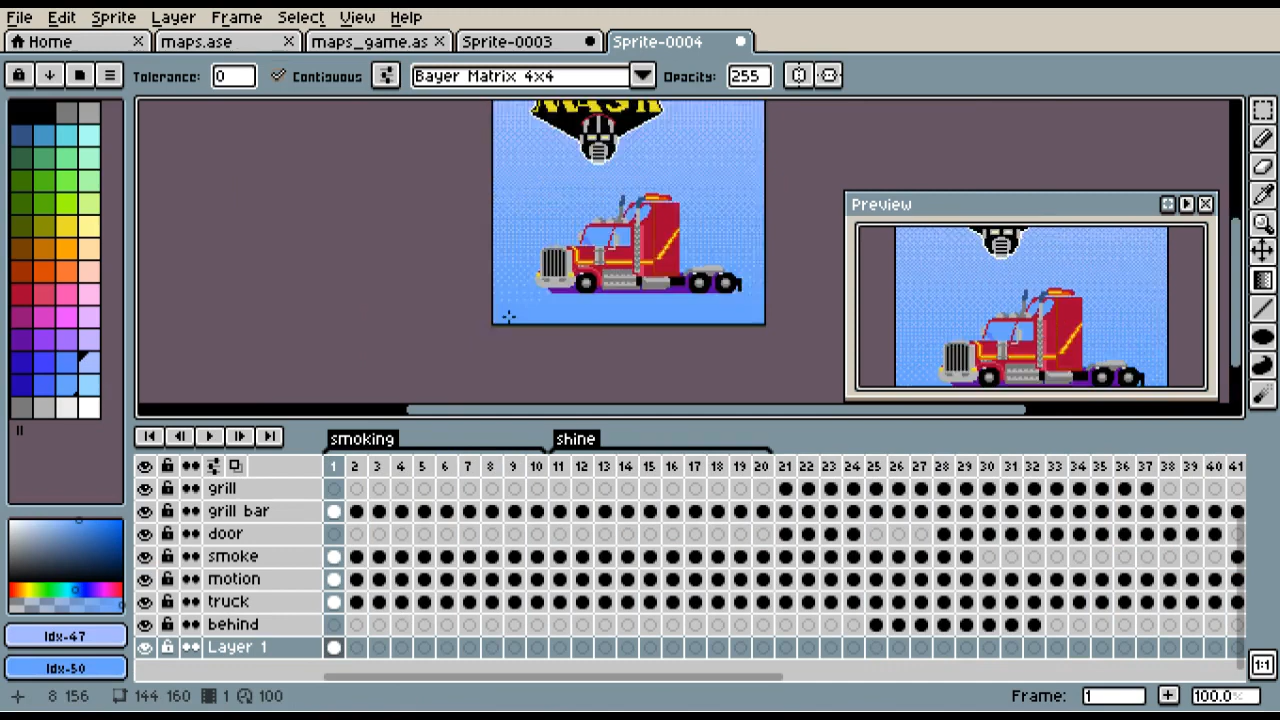 File Edit Sprite Layer Frame Select View Help
Home maps.ase maps_game.as Sprite-0003 Sprite-0004
Tolerance: 0 Contiguous Bayer Matrix 4x4 Opacity: 255
MASK
Preview
smoking shine
1 2 3 4 5 6 7 8 9 10 11 12 13 14 15 16 17 18 19 20 21 22 23 24 25 26 27 28 29 30 31 32 33 34 35 36 37 38 39 40 41
grill
grill bar
door
smoke
motion
truck
behind
Layer 1
Idx-47
Idx-50
1:1
8 156 144 160 1 100 Frame: 1 + 100.0%